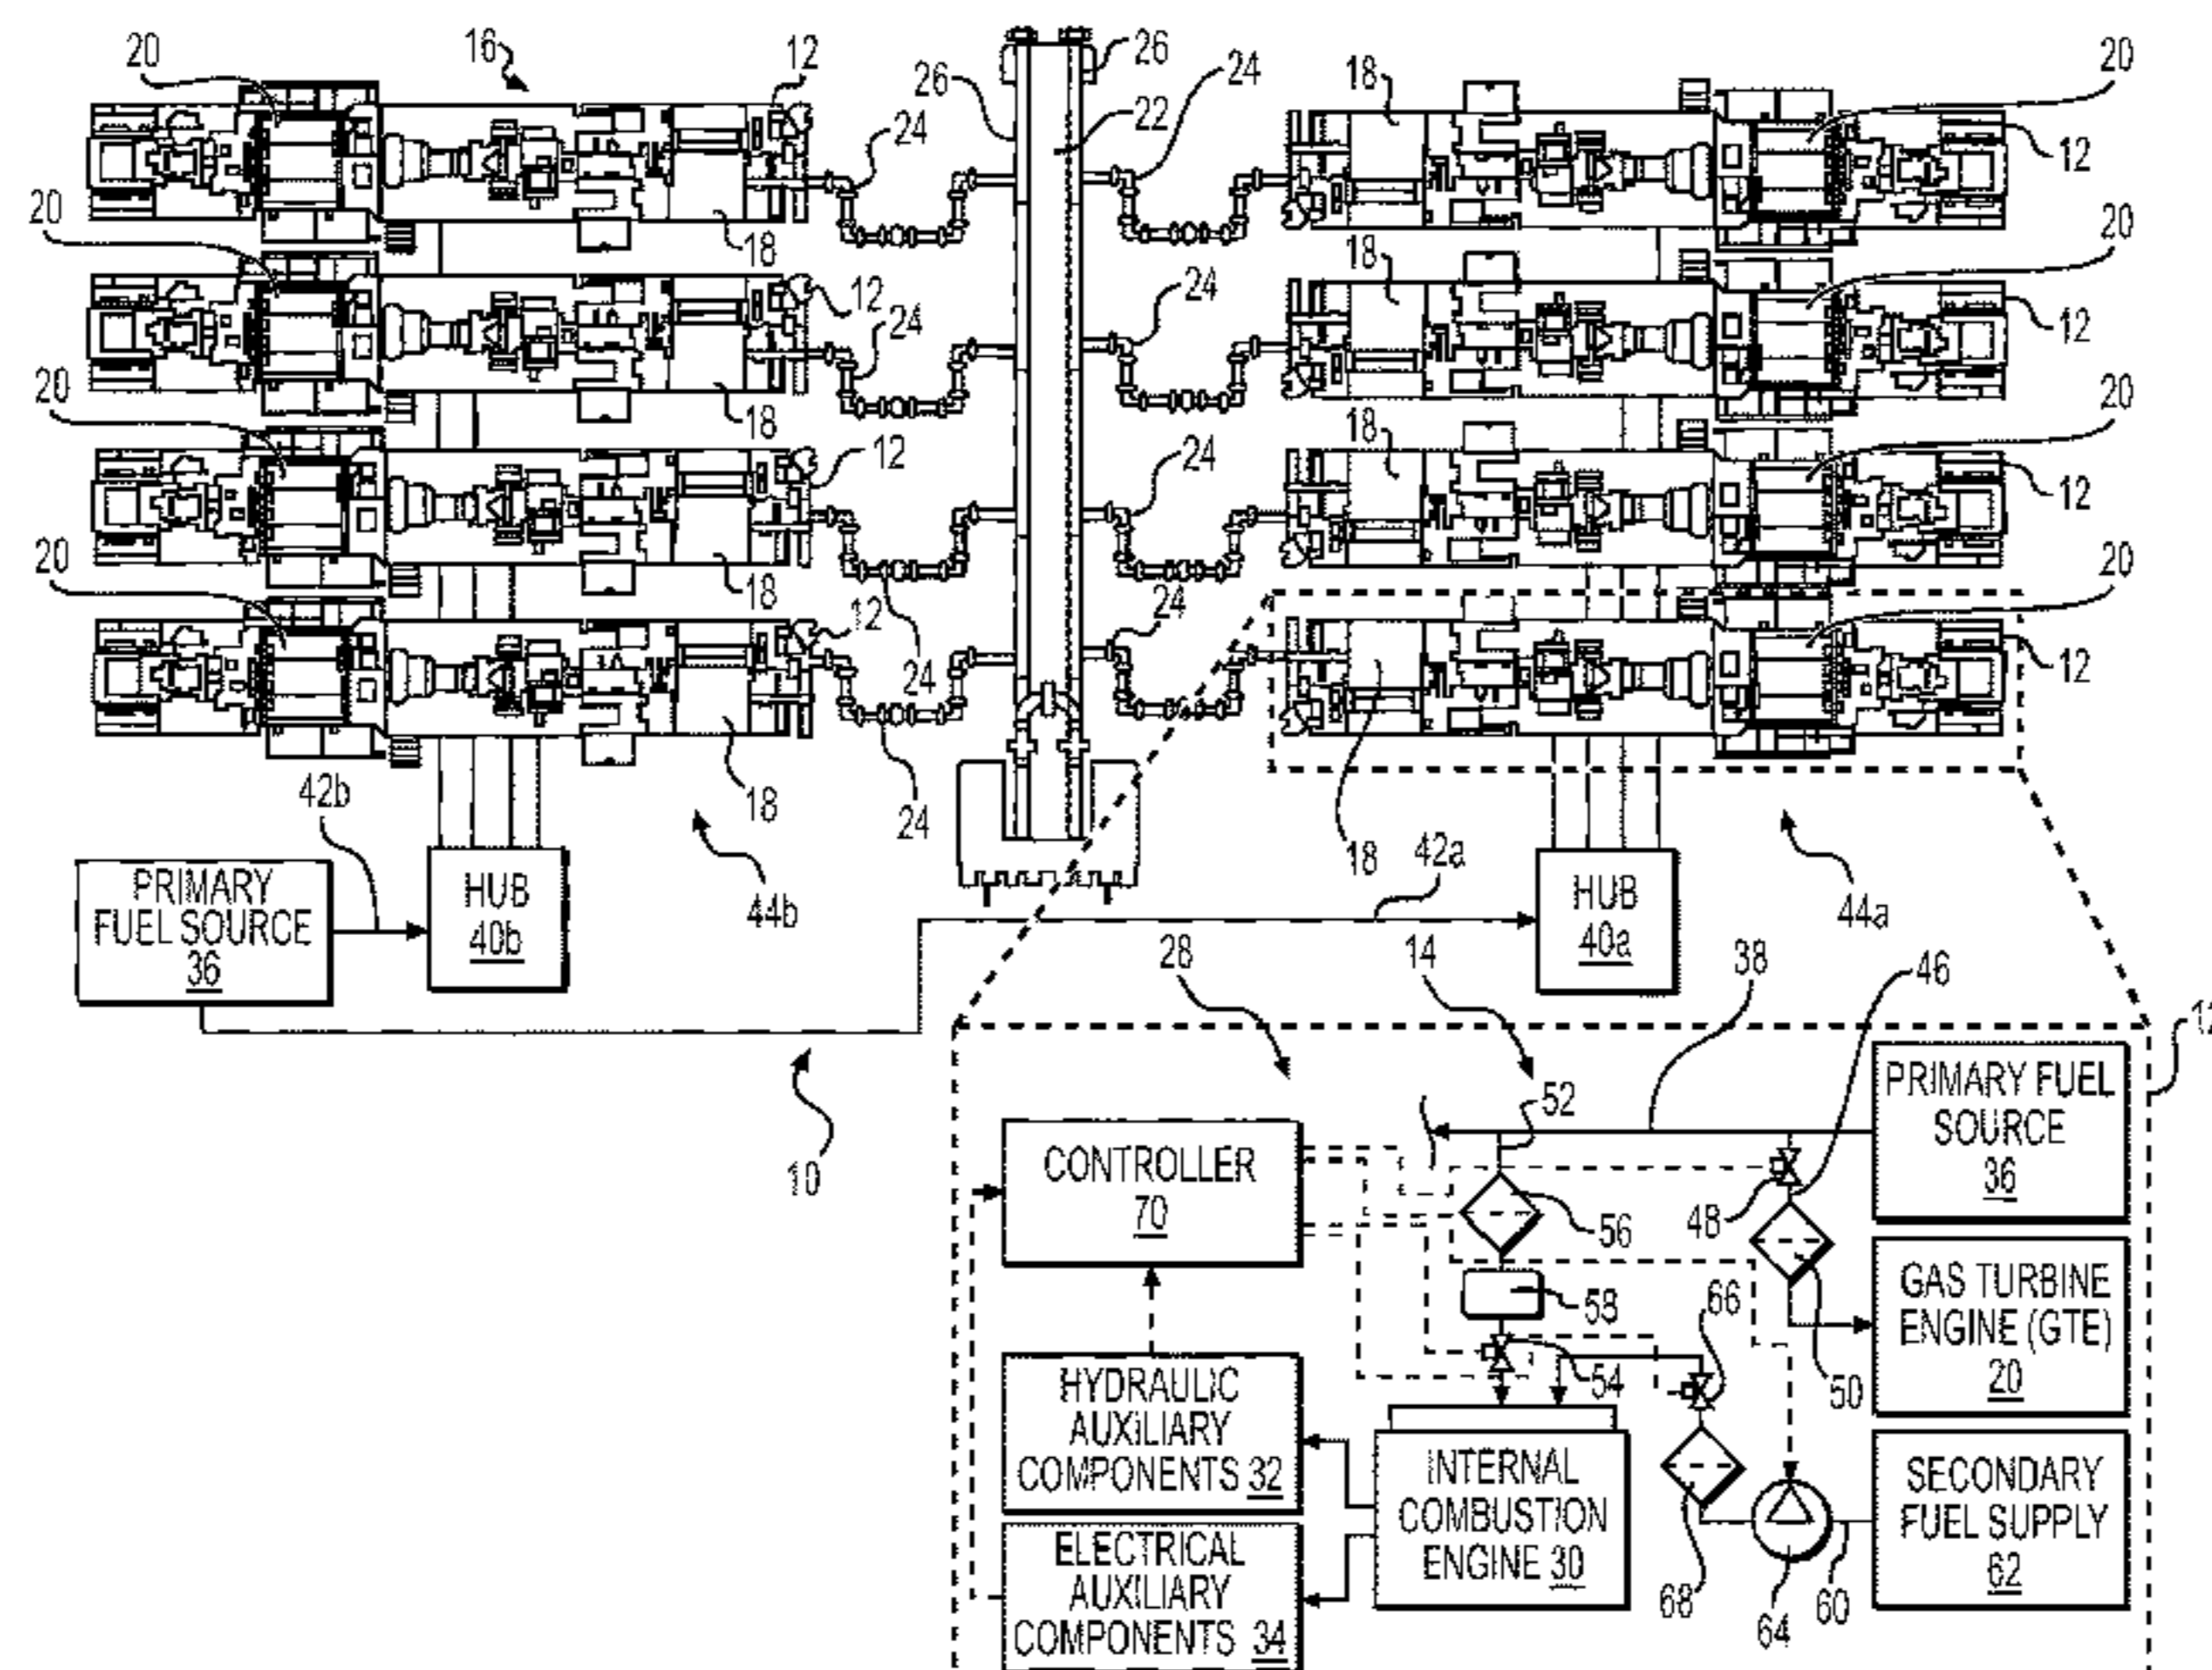 20
16
12
26
26
24
18
20
24
22
12
20
18
18
24
20
12
24
24
12
20
18
12
24
18
20
12
20
18
12
24
24
20
12
24
18
18
24
42b
44b
42a
44a
PRIMARY
FUEL SOURCE
36
HUB
40b
HUB
40a
28
14
38
46
12
10
52
PRIMARY FUEL
SOURCE
36
CONTROLLER
70
56
48
58
66
GAS TURBINE
ENGINE (GTE)
20
50
54
HYDRAULIC
AUXILIARY
COMPONENTS 32
INTERNAL
COMBUSTION
ENGINE 30
SECONDARY
FUEL SUPPLY
62
ELECTRICAL
AUXILIARY
COMPONENTS 34
68
64
60